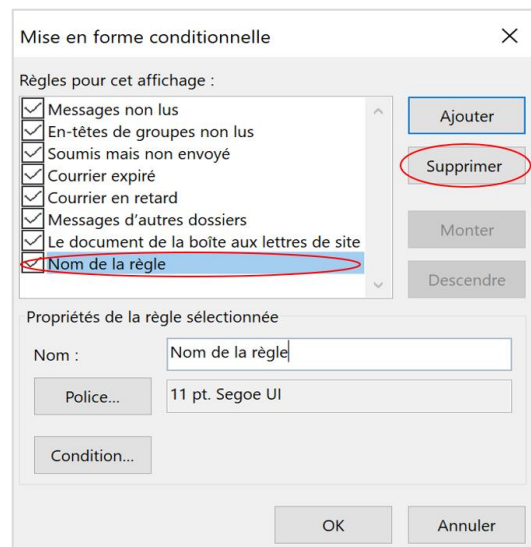 Mise en forme conditionnelle
Règles pour cet affichage :
Messages non lus
En-têtes de groupes non lus
Soumis mais non envoyé
Courrier expiré
Courrier en retard
Messages d'autres dossiers
Le document de la boîte aux lettres de site
Nom de la règle
Ajouter
Supprimer
Monter
Descendre
Propriétés de la règle sélectionnée
Nom : Nom de la règle
Police... 11 pt. Segoe UI
Condition...
OK Annuler